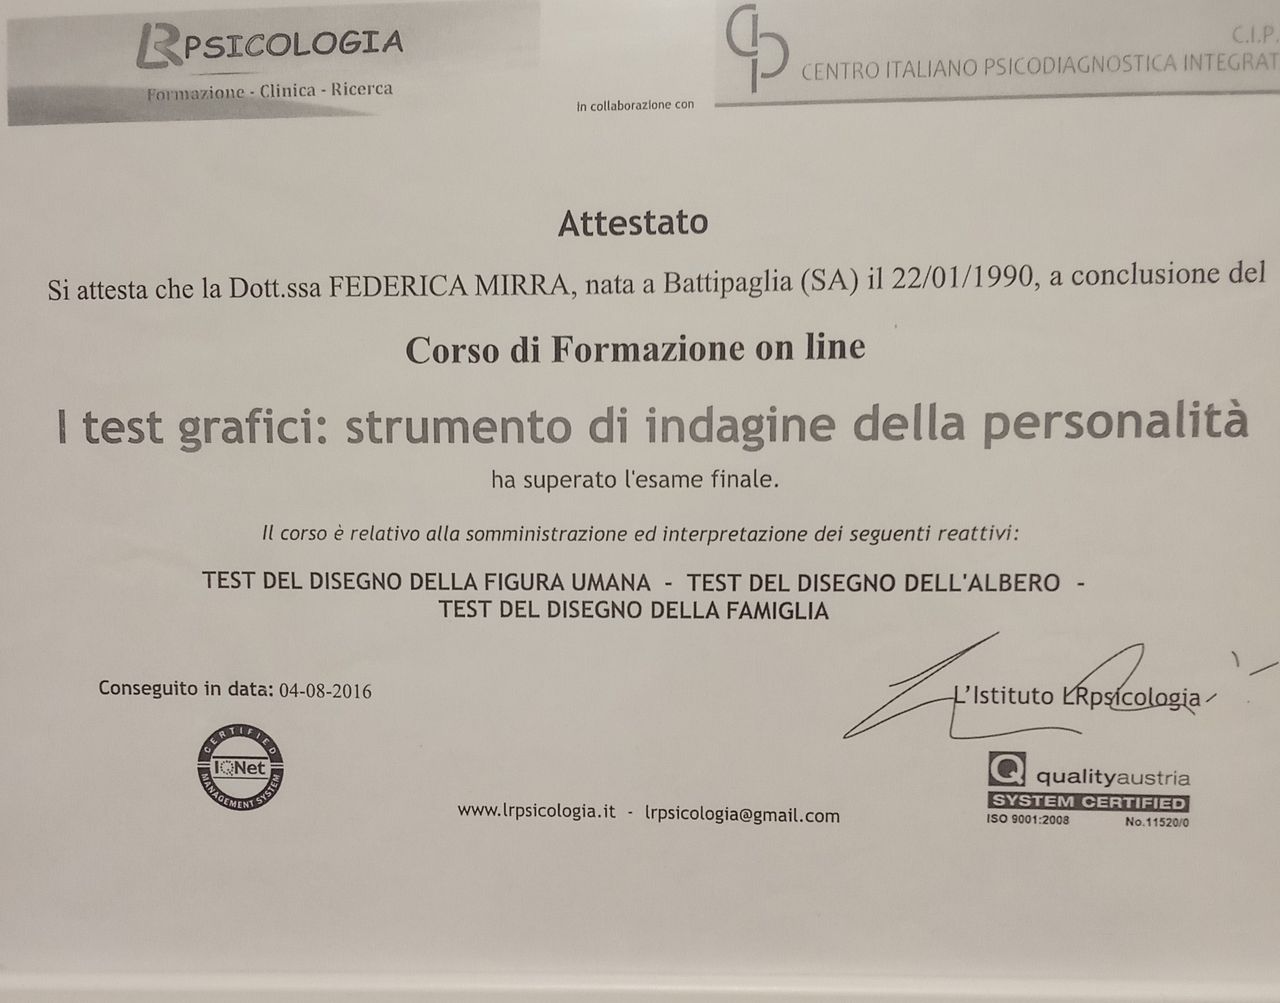 LRPSICOLOGIA
Formazione - Clinica - Ricerca
In collaborazione con
C.I.P.
CENTRO ITALIANO PSICODIAGNOSTICA INTEGRAT
Attestato
Si attesta che la Dott.ssa FEDERICA MIRRA, nata a Battipaglia (SA) il 22/01/1990, a conclusione del
Corso di Formazione on line
I test grafici: strumento di indagine della personalità
ha superato l'esame finale.
Il corso è relativo alla somministrazione ed interpretazione dei seguenti reattivi:
TEST DEL DISEGNO DELLA FIGURA UMANA - TEST DEL DISEGNO DELL'ALBERO -
TEST DEL DISEGNO DELLA FAMIGLIA
Conseguito in data: 04-08-2016
L'Istituto LRpsicologia
CERTIFIED
IQNet
MANAGEMENT SYSTEM
www.lrpsicologia.it - lrpsicologia@gmail.com
Q qualityaustria
SYSTEM CERTIFIED
ISO 9001:2008 No.11520/0